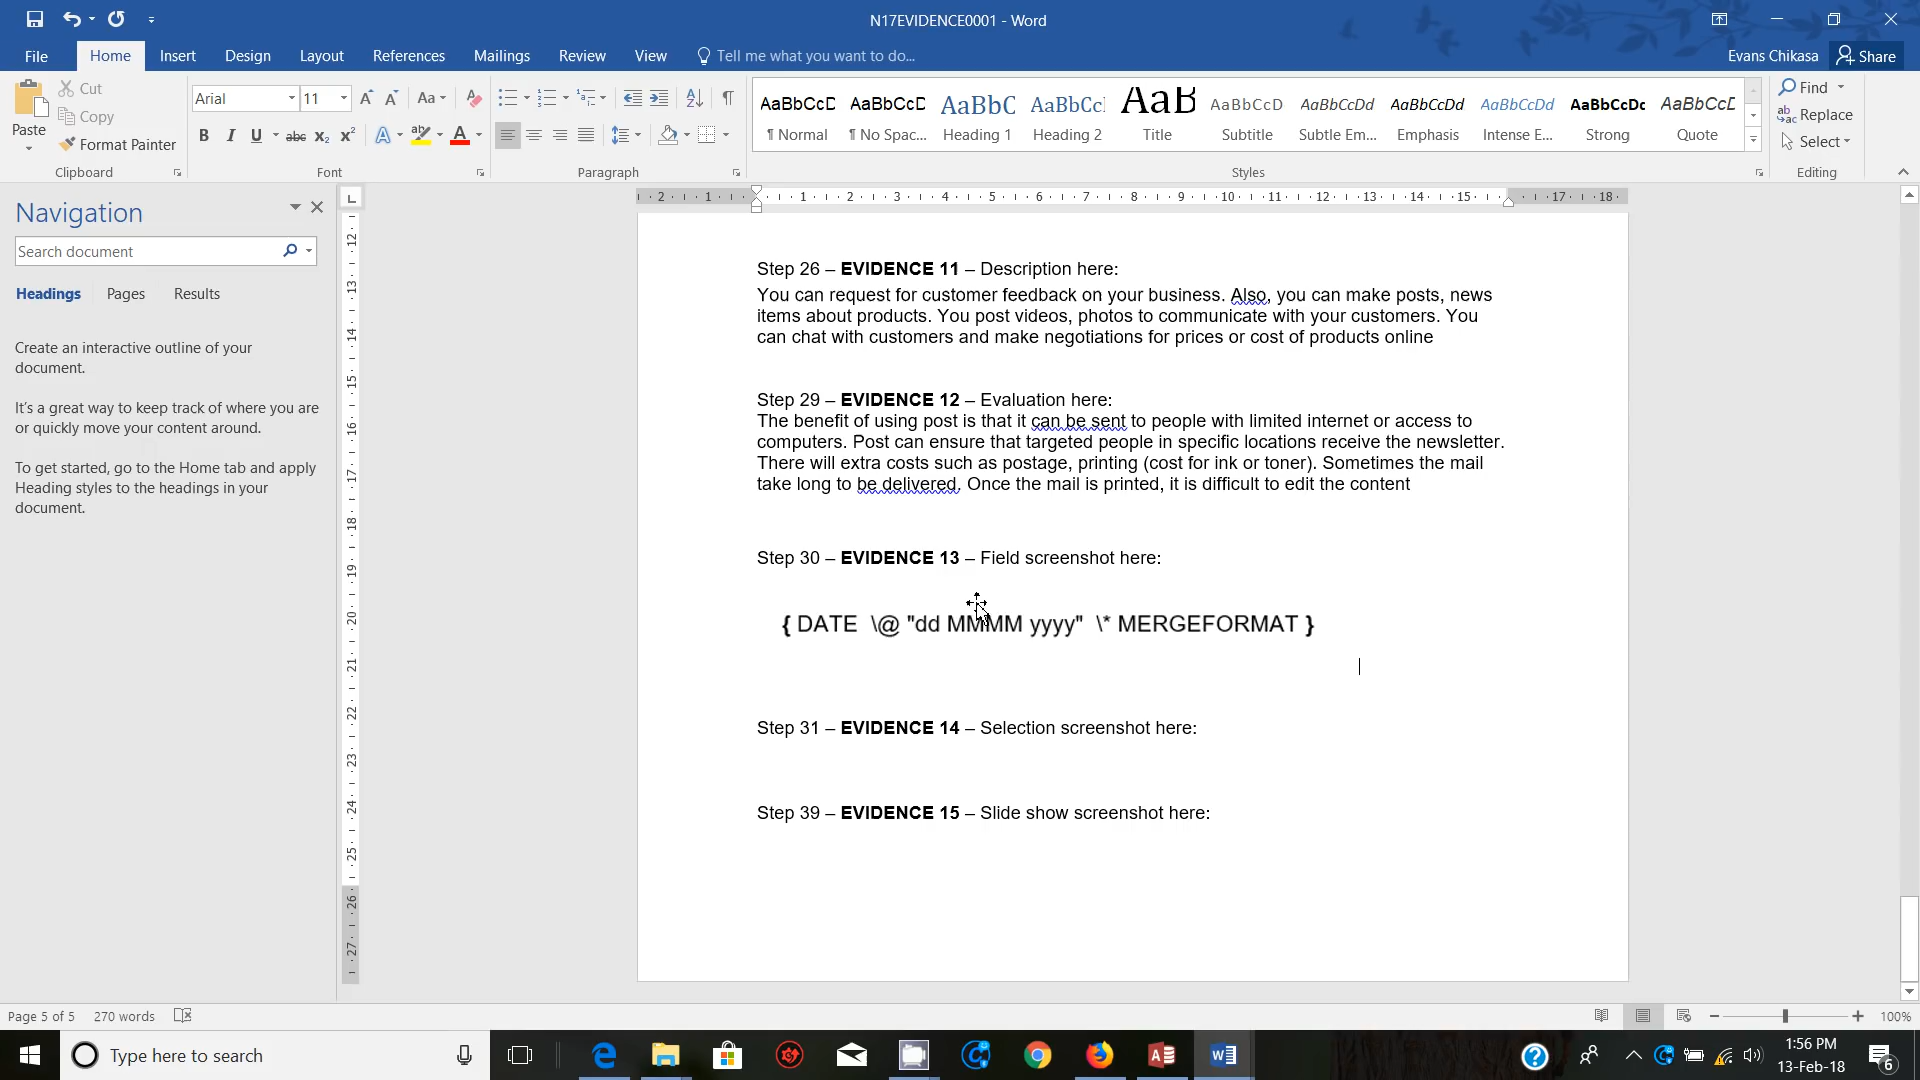 N17EVIDENCE0001 - Word
File Home Insert Design Layout References Mailings Review View Tell me what you want to do... Evans Chikasa Share
Paste
Cut
Copy
Format Painter
Clipboard
Arial 11
Font
Paragraph
AaBbCcD AaBbCcD AaBbC AaBbCc AaB AaBbCcD AaBbCcDd AaBbCcDd AaBbCcDd AaBbCcDc AaBbCcD
¶ Normal ¶ No Spac... Heading 1 Heading 2 Title Subtitle Subtle Em... Emphasis Intense E... Strong Quote
Styles
Find
Replace
Select
Editing
Navigation
Search document
Headings Pages Results
Create an interactive outline of your
document.
It's a great way to keep track of where you are
or quickly move your content around.
To get started, go to the Home tab and apply
Heading styles to the headings in your
document.
Step 26 – EVIDENCE 11 – Description here:
You can request for customer feedback on your business. Also, you can make posts, news
items about products. You post videos, photos to communicate with your customers. You
can chat with customers and make negotiations for prices or cost of products online
Step 29 – EVIDENCE 12 – Evaluation here:
The benefit of using post is that it can be sent to people with limited internet or access to
computers. Post can ensure that targeted people in specific locations receive the newsletter.
There will extra costs such as postage, printing (cost for ink or toner). Sometimes the mail
take long to be delivered. Once the mail is printed, it is difficult to edit the content
Step 30 – EVIDENCE 13 – Field screenshot here:
{ DATE \@ "dd MMMM yyyy" \* MERGEFORMAT }
Step 31 – EVIDENCE 14 – Selection screenshot here:
Step 39 – EVIDENCE 15 – Slide show screenshot here:
Page 5 of 5 270 words 100%
Type here to search
1:56 PM
13-Feb-18
6